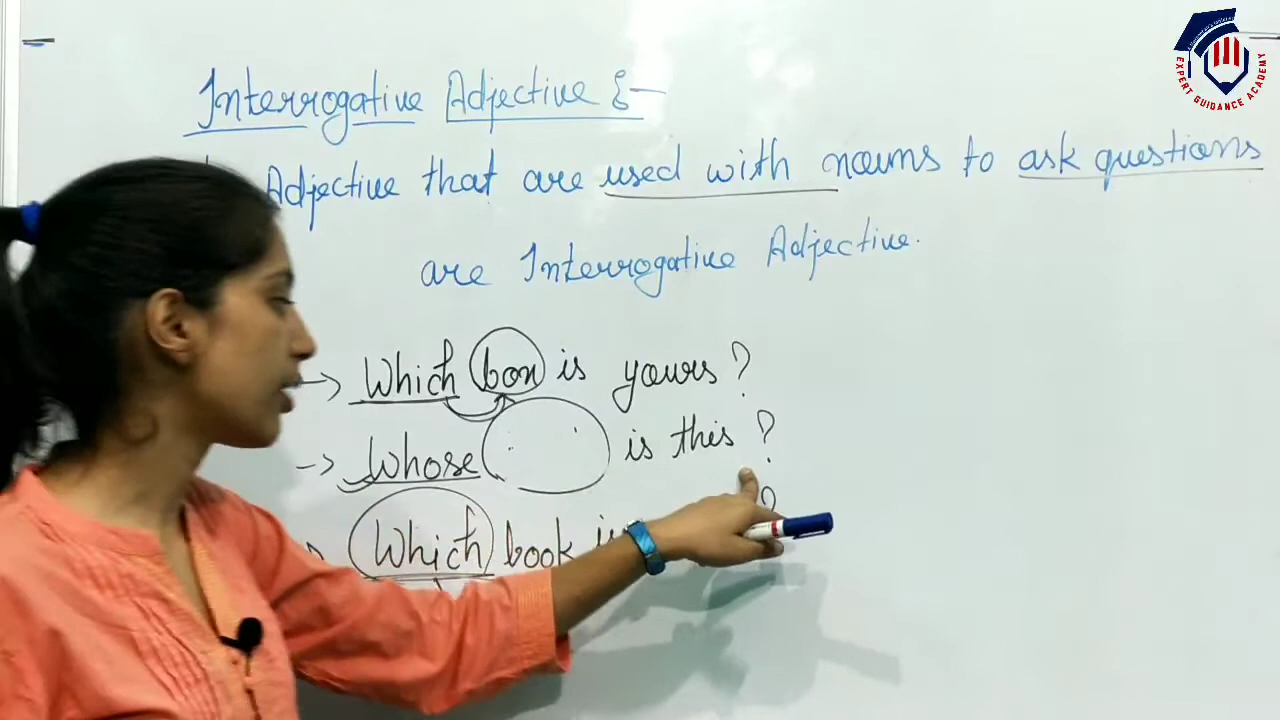 EXPERT GUIDANCE ACADEMY
Interrogative Adjective :-
Adjective that are used with nouns to ask questions
are Interrogative Adjective.
-> Which box is yours?
-> Whose is this?
Which book is ?